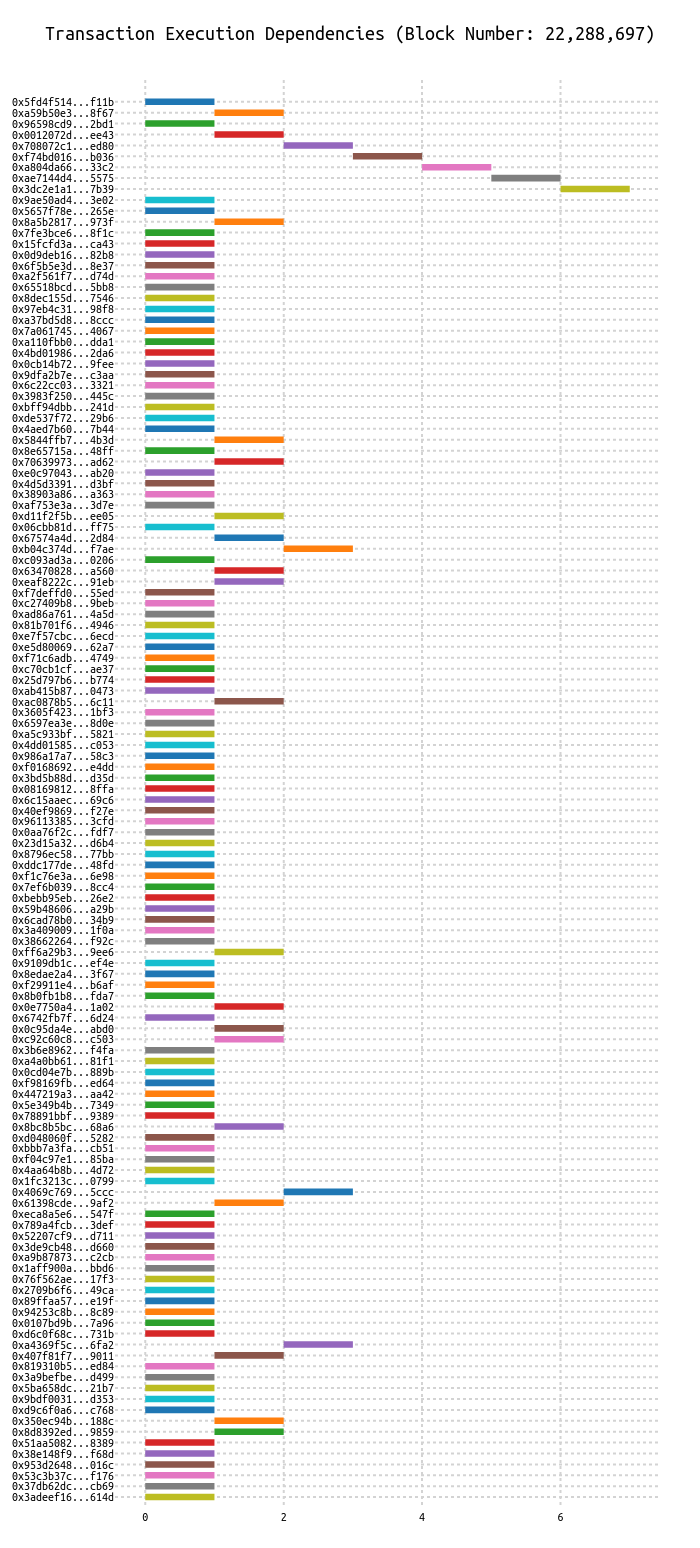 Transaction Execution Dependencies (Block Number: 22,288,697)
0x5fd4f514...f11b
0xa59b50e3...8f67
0x96598cd9...2bd1
0x0012072d...ee43
0x708072c1...ed80
0xf74bd016...b036
0xa804da66...33c2
0xae7144d4...5575
0x3dc2e1a1...7b39
0x9ae50ad4...3e02
0x5657f78e...265e
0x8a5b2817...973f
0x7fe3bce6...8f1c
0x15fcfd3a...ca43
0x0d9deb16...82b8
0x6f5b5e3d...8e37
0xa2f561f7...d74d
0x65518bcd...5bb8
0x8dec155d...7546
0x97eb4c31...98f8
0xa37bd5d8...8ccc
0x7a061745...4067
0xa110fbb0...dda1
0x4bd01986...2da6
0x0cb14b72...9fee
0x9dfa2b7e...c3aa
0x6c22cc03...3321
0x3983f250...445c
0xbff94dbb...241d
0xde537f72...29b6
0x4aed7b60...7b44
0x5844ffb7...4b3d
0x8e65715a...48ff
0x70639973...ad62
0xe0c97043...ab20
0x4d5d3391...d3bf
0x38903a86...a363
0xaf753e3a...3d7e
0xd11f2f5b...ee05
0x06cbb81d...ff75
0x67574a4d...2d84
0xb04c374d...f7ae
0xc093ad3a...0206
0x63470828...a560
0xeaf8222c...91eb
0xf7deffd0...55ed
0xc27409b8...9beb
0xad86a761...4a5d
0x81b701f6...4946
0xe7f57cbc...6ecd
0xe5d80069...62a7
0xf71c6adb...4749
0xc70cb1cf...ae37
0x25d797b6...b774
0xab415b87...0473
0xac0878b5...6c11
0x3605f423...1bf3
0x6597ea3e...8d0e
0xa5c933bf...5821
0x4dd01585...c053
0x986a17a7...58c3
0xf0168692...e4dd
0x3bd5b88d...d35d
0x08169812...8ffa
0x6c15aaec...69c6
0x40ef9869...f27e
0x96113385...3cfd
0x0aa76f2c...fdf7
0x23d15a32...d6b4
0x8796ec58...77bb
0xddc177de...48fd
0xf1c76e3a...6e98
0x7ef6b039...8cc4
0xbebb95eb...26e2
0x59b48606...a29b
0x6cad78b0...34b9
0x3a409009...1f0a
0x38662264...f92c
0xff6a29b3...9ee6
0x9109db1c...ef4e
0x8edae2a4...3f67
0xf29911e4...b6af
0x8b0fb1b8...fda7
0x0e7750a4...1a02
0x6742fb7f...6d24
0x0c95da4e...abd0
0xc92c60c8...c503
0x3b6e8962...f4fa
0xa4a0bb61...81f1
0x0cd04e7b...889b
0xf98169fb...ed64
0x447219a3...aa42
0x5e349b4b...7349
0x78891bbf...9389
0x8bc8b5bc...68a6
0xd048060f...5282
0xbbb7a3fa...cb51
0xf04c97e1...85ba
0x4aa64b8b...4d72
0x1fc3213c...0799
0x4069c769...5ccc
0x61398cde...9af2
0xeca8a5e6...547f
0x789a4fcb...3def
0x52207cf9...d711
0x3de9cb48...d660
0xa9b87873...c2cb
0x1aff900a...bbd6
0x76f562ae...17f3
0x2709b6f6...49ca
0x89ffaa57...e19f
0x94253c8b...8c89
0x0107bd9b...7a96
0xd6c0f68c...731b
0xa4369f5c...6fa2
0x407f81f7...9011
0x819310b5...ed84
0x3a9befbe...d499
0x5ba658dc...21b7
0x9bdf0031...d353
0xd9c6f0a6...c768
0x350ec94b...188c
0x8d8392ed...9859
0x51aa5082...8389
0x38e148f9...f68d
0x953d2648...016c
0x53c3b37c...f176
0x37db62dc...cb69
0x3adeef16...614d
0 2 4 6